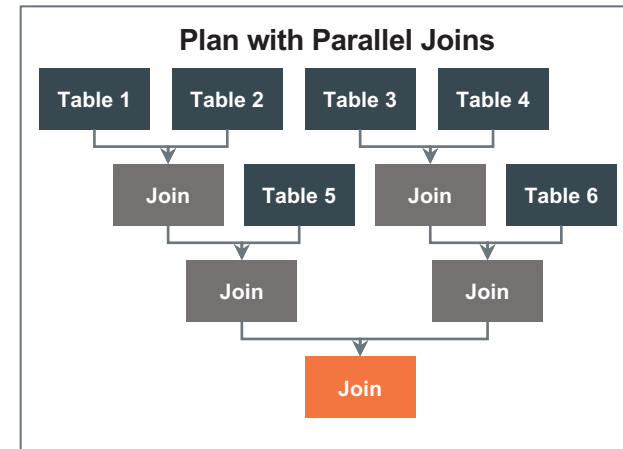 Plan with Parallel Joins
Table 1 Table 2 Table 3 Table 4
Join Table 5 Join Table 6
Join Join
Join